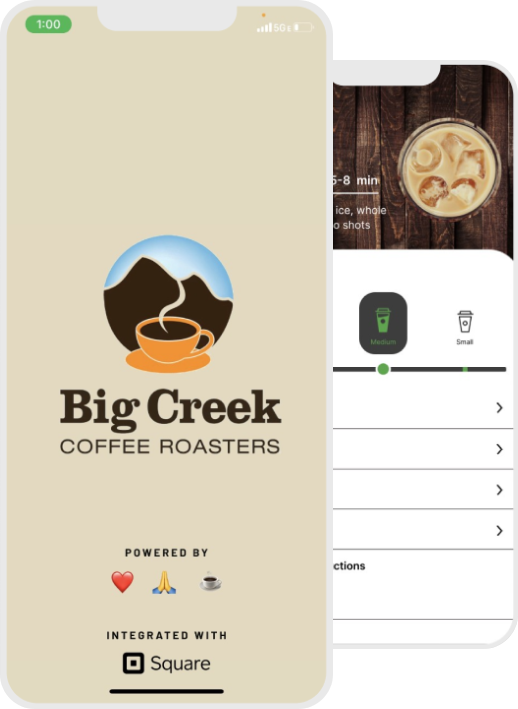 1:00
5G
Big Creek
COFFEE ROASTERS
POWERED BY
INTEGRATED WITH
Square
5-8 min
ice, whole
o shots
Medium
Small
ctions